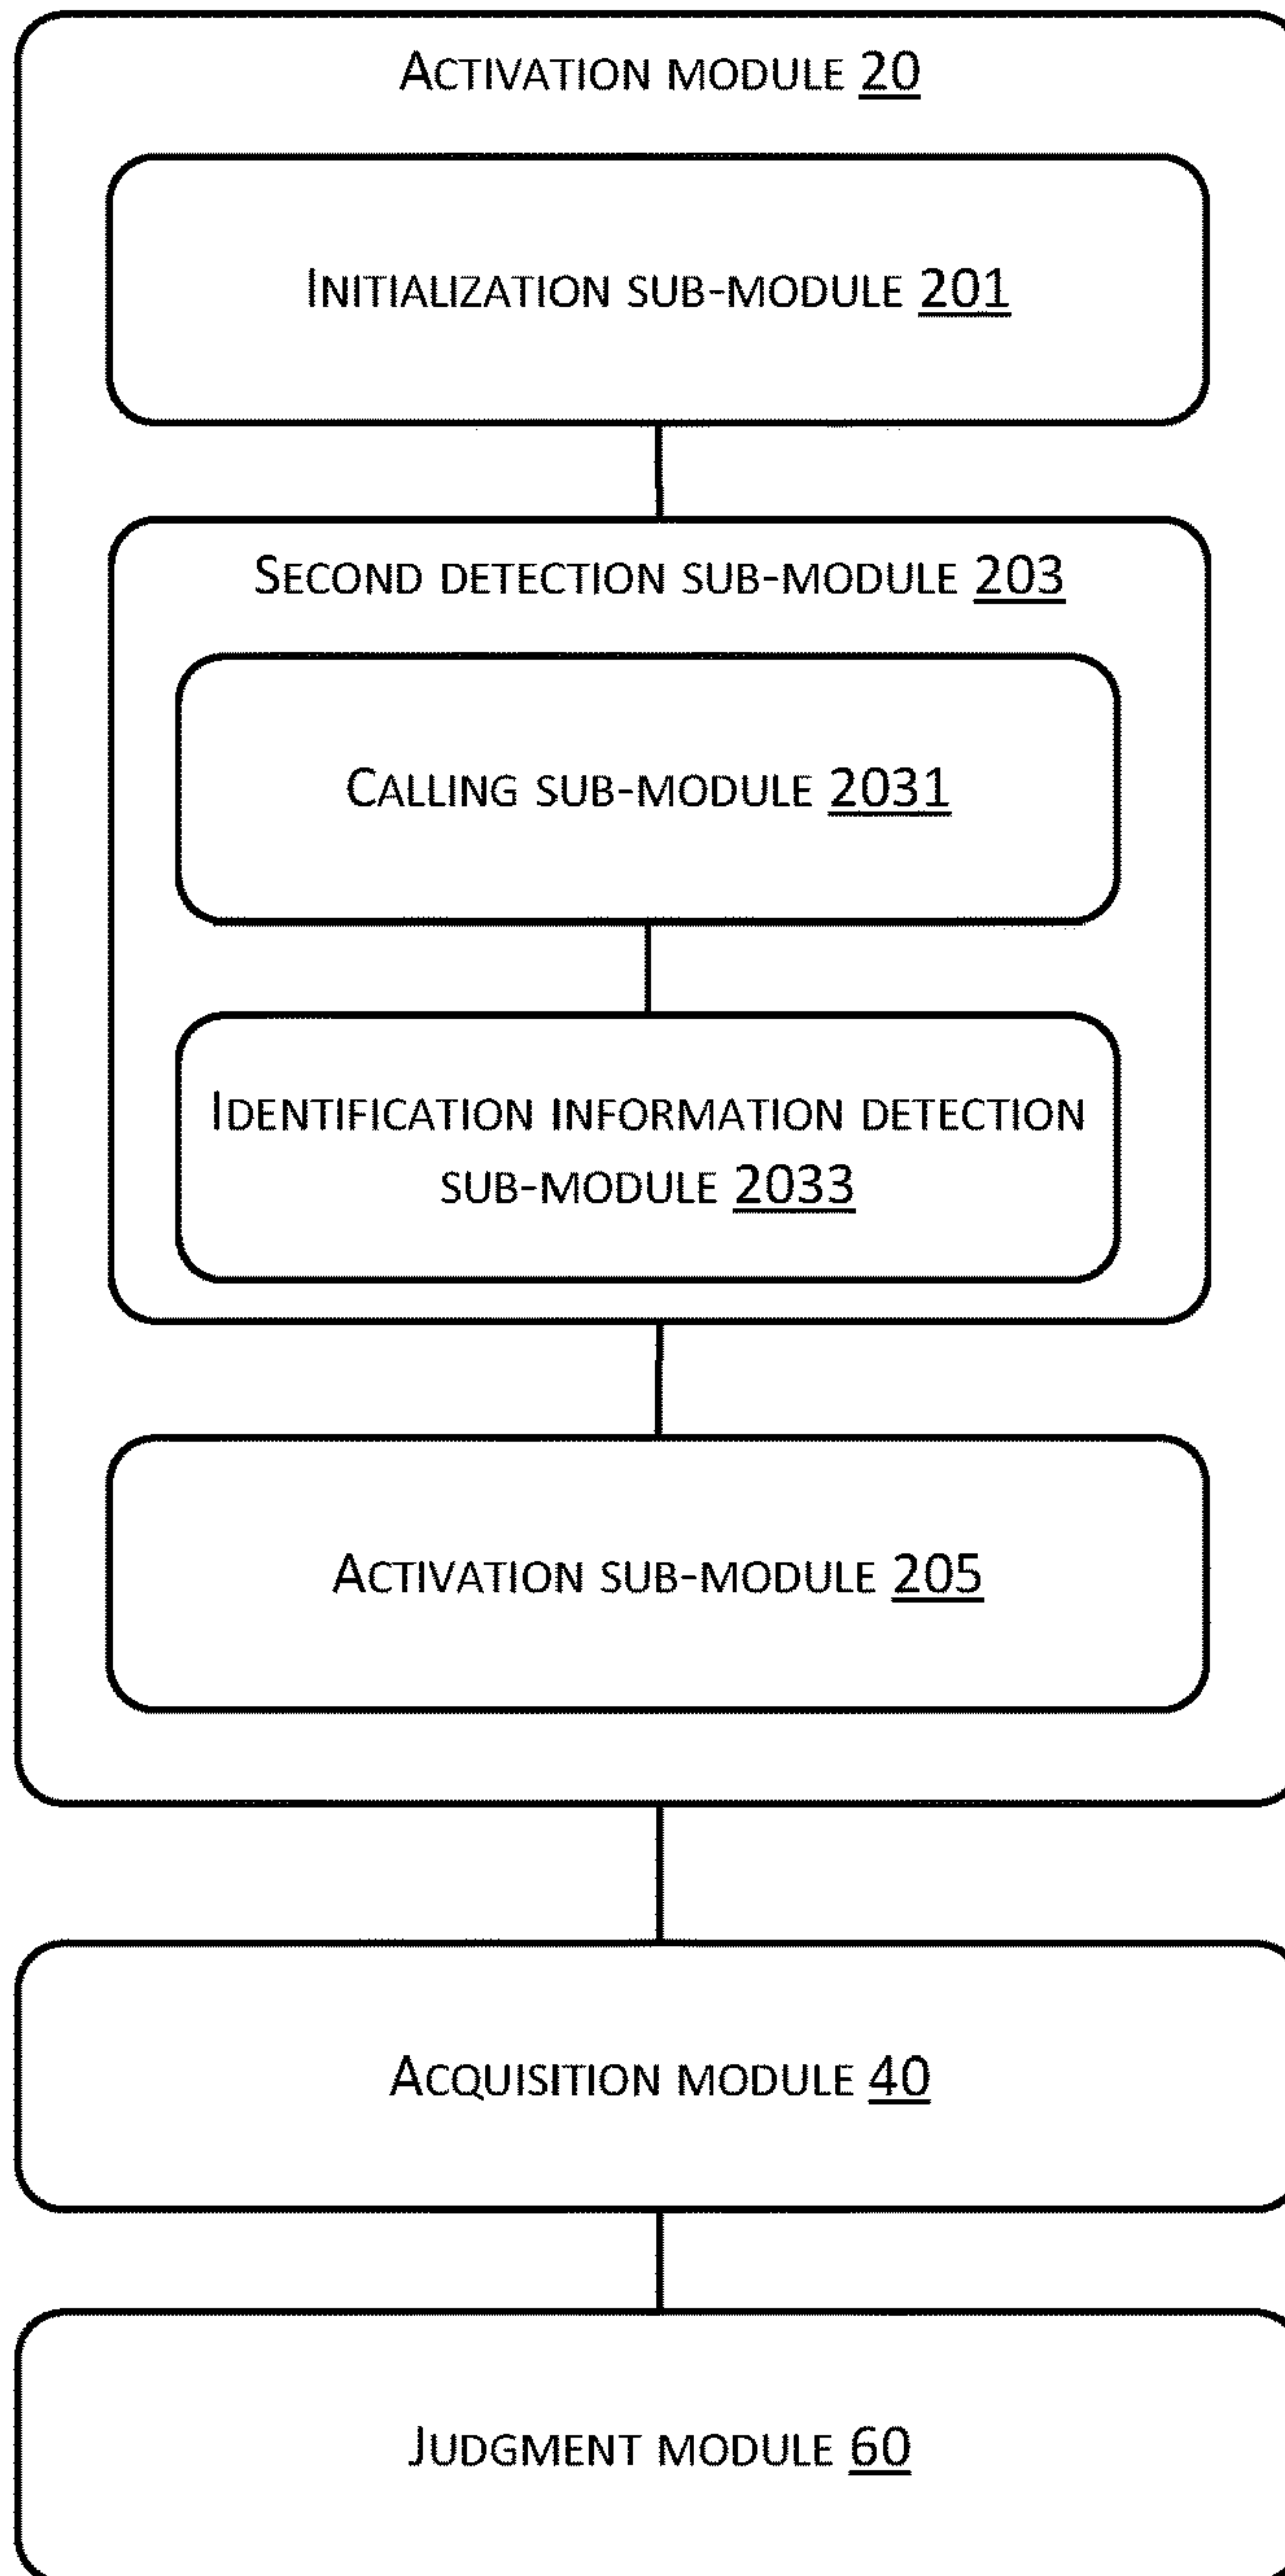 ACTIVATION MODULE 20
INITIALIZATION SUB-MODULE 201
SECOND DETECTION SUB-MODULE 203
CALLING SUB-MODULE 2031
IDENTIFICATION INFORMATION DETECTION
SUB-MODULE 2033
ACTIVATION SUB-MODULE 205
ACQUISITION MODULE 40
JUDGMENT MODULE 60